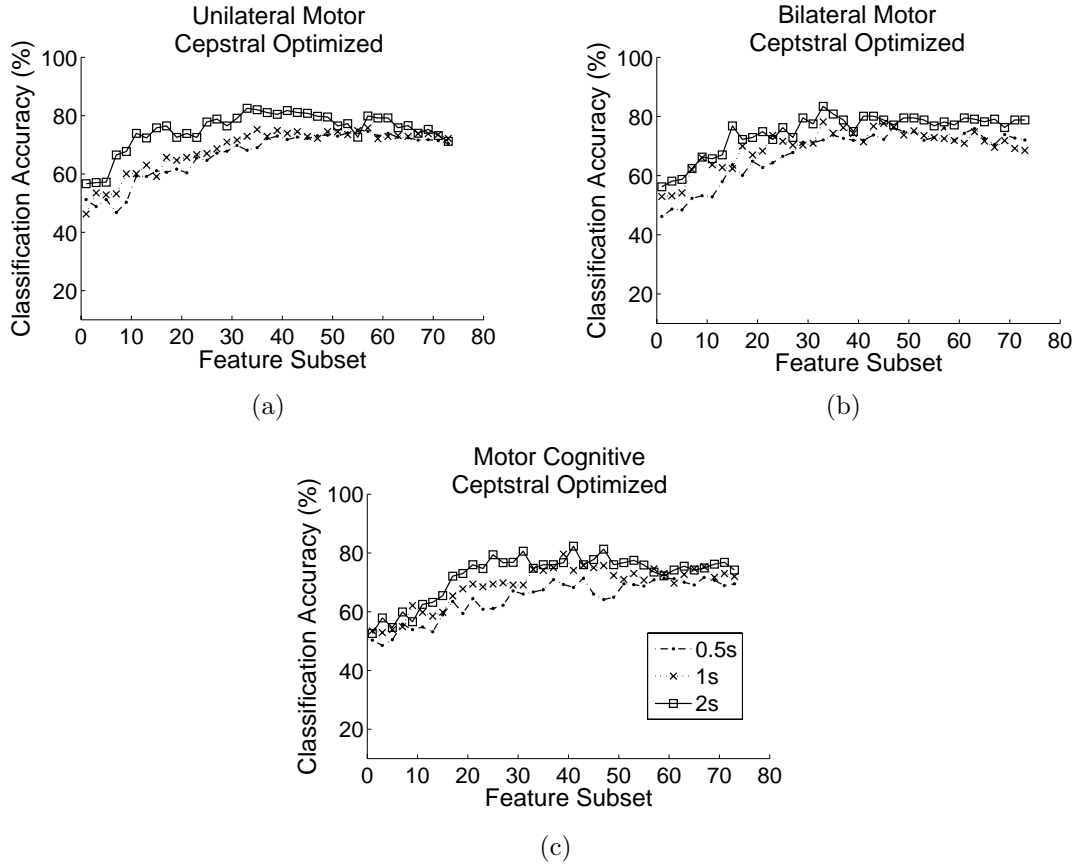 Unilateral Motor
Cepstral Optimized
Classification Accuracy (%)
100
80
60
40
20
0 10 20 30 40 50 60 70 80
Feature Subset
(a)
Bilateral Motor
Ceptstral Optimized
Classification Accuracy (%)
100
80
60
40
20
0 10 20 30 40 50 60 70 80
Feature Subset
(b)
Motor Cognitive
Ceptstral Optimized
Classification Accuracy (%)
100
80
60
40
20
0 10 20 30 40 50 60 70 80
Feature Subset
0.5s
1s
2s
(c)